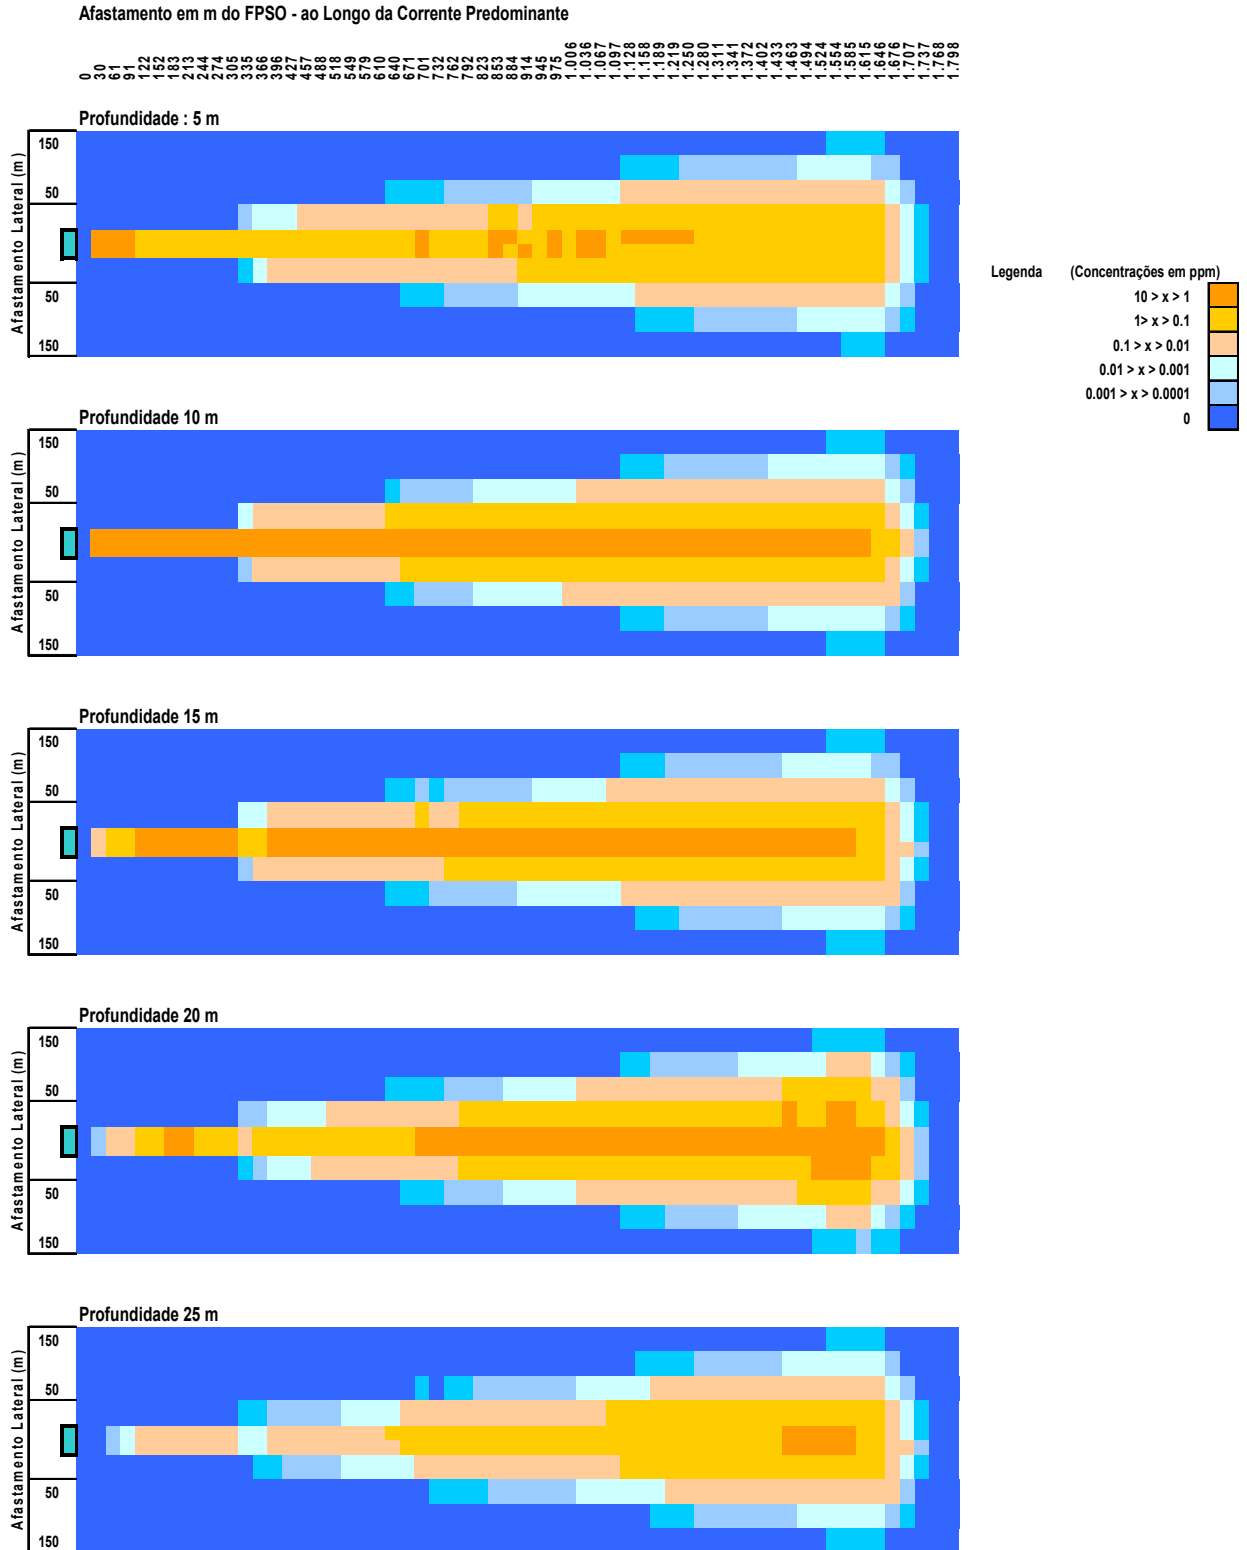 Afastamento em m do FPSO - ao Longo da Corrente Predominante
0 30 61 91 122 152 183 213 244 274 305 335 366 396 427 457 488 518 549 579 610 640 671 701 732 762 792 823 853 884 914 945 975 1.006 1.036 1.067 1.097 1.128 1.158 1.189 1.219 1.250 1.280 1.311 1.341 1.372 1.402 1.433 1.463 1.494 1.524 1.554 1.585 1.615 1.646 1.676 1.707 1.737 1.768 1.798
Profundidade : 5 m
Afastamento Lateral (m)
150
50
50
150
Legenda (Concentrações em ppm)
10 > x > 1
1> x > 0.1
0.1 > x > 0.01
0.01 > x > 0.001
0.001 > x > 0.0001
0
Profundidade 10 m
Afastamento Lateral (m)
150
50
50
150
Profundidade 15 m
Afastamento Lateral (m)
150
50
50
150
Profundidade 20 m
Afastamento Lateral (m)
150
50
50
150
Profundidade 25 m
Afastamento Lateral (m)
150
50
50
150